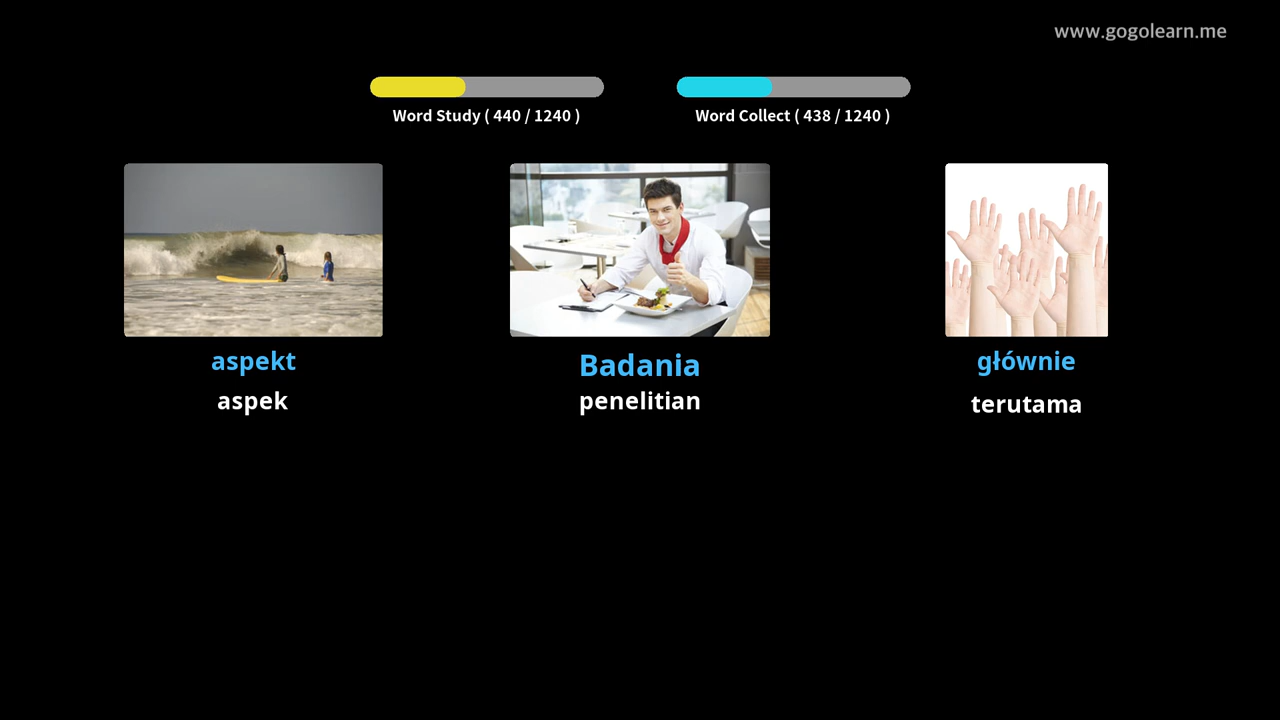 www.gogolearn.me
Word Study ( 440 / 1240 )
Word Collect ( 438 / 1240 )
aspekt
aspek
Badania
penelitian
głównie
terutama